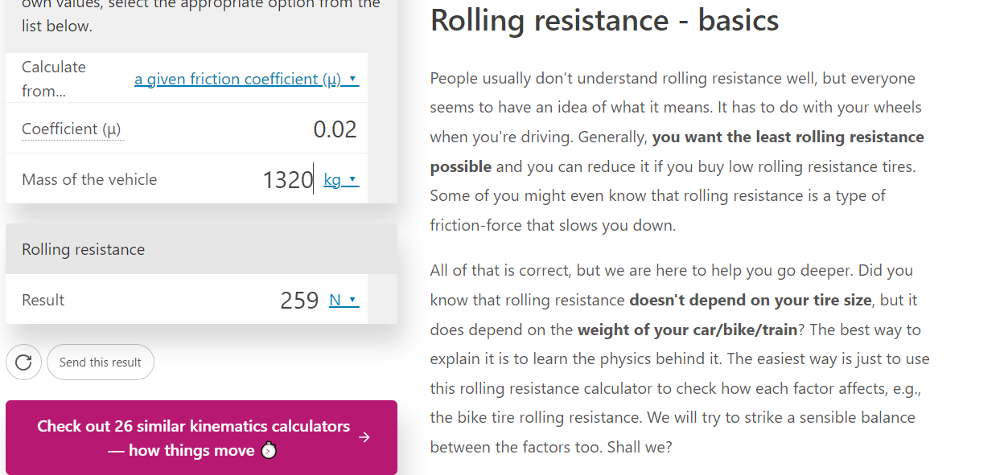 own values, select the appropriate option from the
list below.
Calculate
from...
a given friction coefficient (μ)
Coefficient (μ)
0.02
Mass of the vehicle
1320 kg
Rolling resistance
Result
259 N
Send this result
Check out 26 similar kinematics calculators
— how things move
Rolling resistance - basics
People usually don't understand rolling resistance well, but everyone
seems to have an idea of what it means. It has to do with your wheels
when you're driving. Generally, you want the least rolling resistance
possible and you can reduce it if you buy low rolling resistance tires.
Some of you might even know that rolling resistance is a type of
friction-force that slows you down.
All of that is correct, but we are here to help you go deeper. Did you
know that rolling resistance doesn't depend on your tire size, but it
does depend on the weight of your car/bike/train? The best way to
explain it is to learn the physics behind it. The easiest way is just to use
this rolling resistance calculator to check how each factor affects, e.g.,
the bike tire rolling resistance. We will try to strike a sensible balance
between the factors too. Shall we?